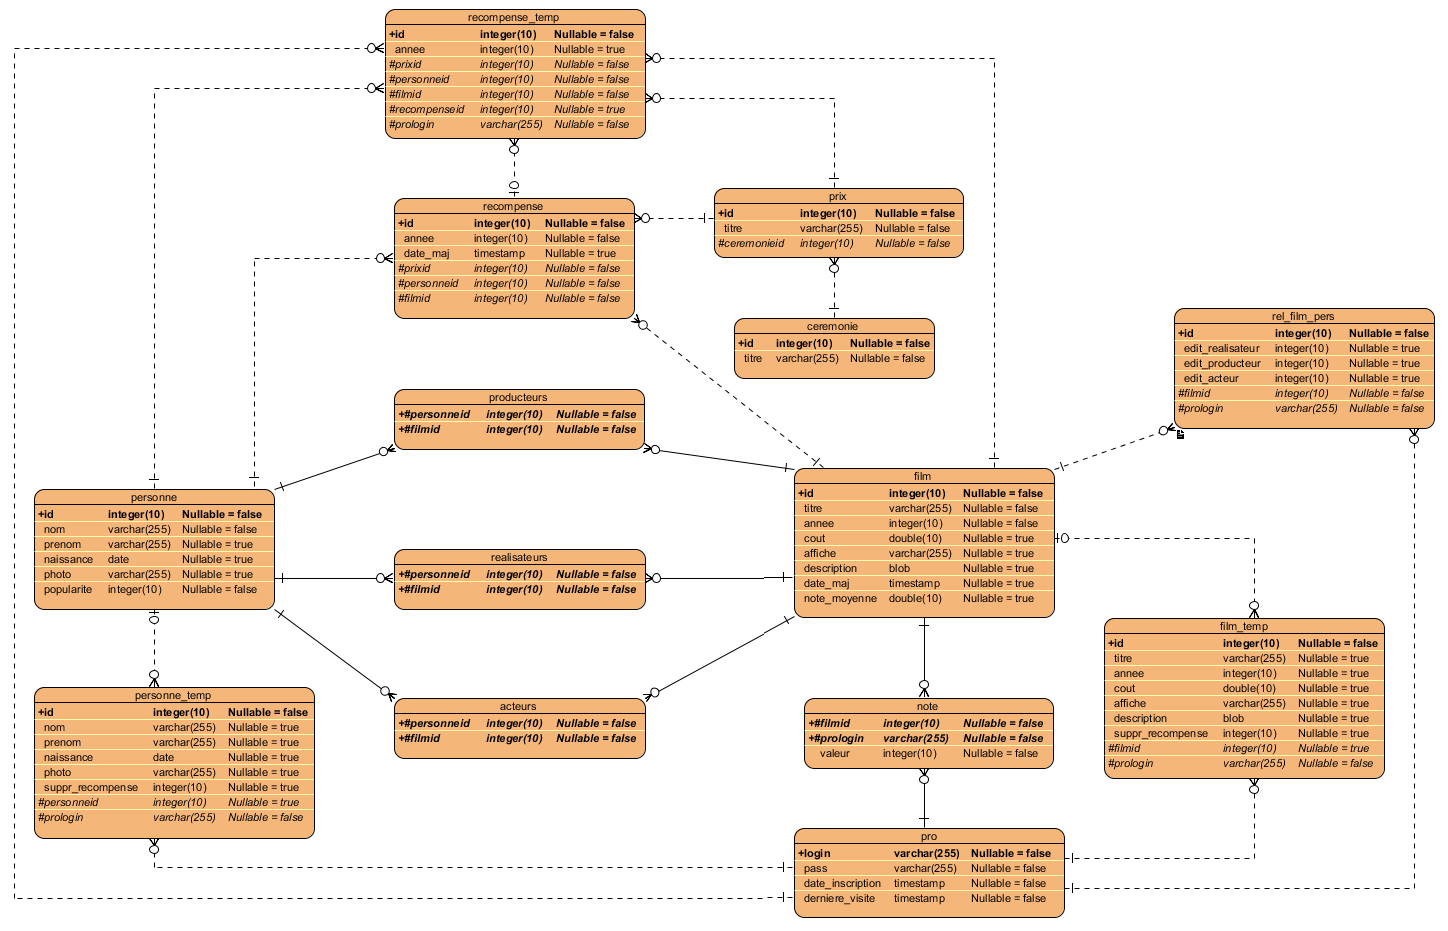 recompense_temp
+id integer(10) Nullable = false
annee integer(10) Nullable = true
#prixid integer(10) Nullable = false
#personneid integer(10) Nullable = false
#filmid integer(10) Nullable = false
#recompenseid integer(10) Nullable = true
#prologin varchar(255) Nullable = false
recompense
+id integer(10) Nullable = false
annee integer(10) Nullable = false
date_maj timestamp Nullable = true
#prixid integer(10) Nullable = false
#personneid integer(10) Nullable = false
#filmid integer(10) Nullable = false
prix
+id integer(10) Nullable = false
titre varchar(255) Nullable = false
#ceremonieid integer(10) Nullable = false
ceremonie
+id integer(10) Nullable = false
titre varchar(255) Nullable = false
rel_film_pers
+id integer(10) Nullable = false
edit_realisateur integer(10) Nullable = true
edit_producteur integer(10) Nullable = true
edit_acteur integer(10) Nullable = true
#filmid integer(10) Nullable = false
#prologin varchar(255) Nullable = false
producteurs
+#personneid integer(10) Nullable = false
+#filmid integer(10) Nullable = false
personne
+id integer(10) Nullable = false
nom varchar(255) Nullable = false
prenom varchar(255) Nullable = true
naissance date Nullable = true
photo varchar(255) Nullable = true
popularite integer(10) Nullable = false
realisateurs
+#personneid integer(10) Nullable = false
+#filmid integer(10) Nullable = false
film
+id integer(10) Nullable = false
titre varchar(255) Nullable = false
annee integer(10) Nullable = false
cout double(10) Nullable = true
affiche varchar(255) Nullable = true
description blob Nullable = true
date_maj timestamp Nullable = true
note_moyenne double(10) Nullable = true
film_temp
+id integer(10) Nullable = false
titre varchar(255) Nullable = true
annee integer(10) Nullable = true
cout double(10) Nullable = true
affiche varchar(255) Nullable = true
description blob Nullable = true
suppr_recompense integer(10) Nullable = true
#filmid integer(10) Nullable = true
#prologin varchar(255) Nullable = false
personne_temp
+id integer(10) Nullable = false
nom varchar(255) Nullable = true
prenom varchar(255) Nullable = true
naissance date Nullable = true
photo varchar(255) Nullable = true
suppr_recompense integer(10) Nullable = true
#personneid integer(10) Nullable = true
#prologin varchar(255) Nullable = false
acteurs
+#personneid integer(10) Nullable = false
+#filmid integer(10) Nullable = false
note
+#filmid integer(10) Nullable = false
+#prologin varchar(255) Nullable = false
valeur integer(10) Nullable = false
pro
+login varchar(255) Nullable = false
pass varchar(255) Nullable = false
date_inscription timestamp Nullable = false
derniere_visite timestamp Nullable = false